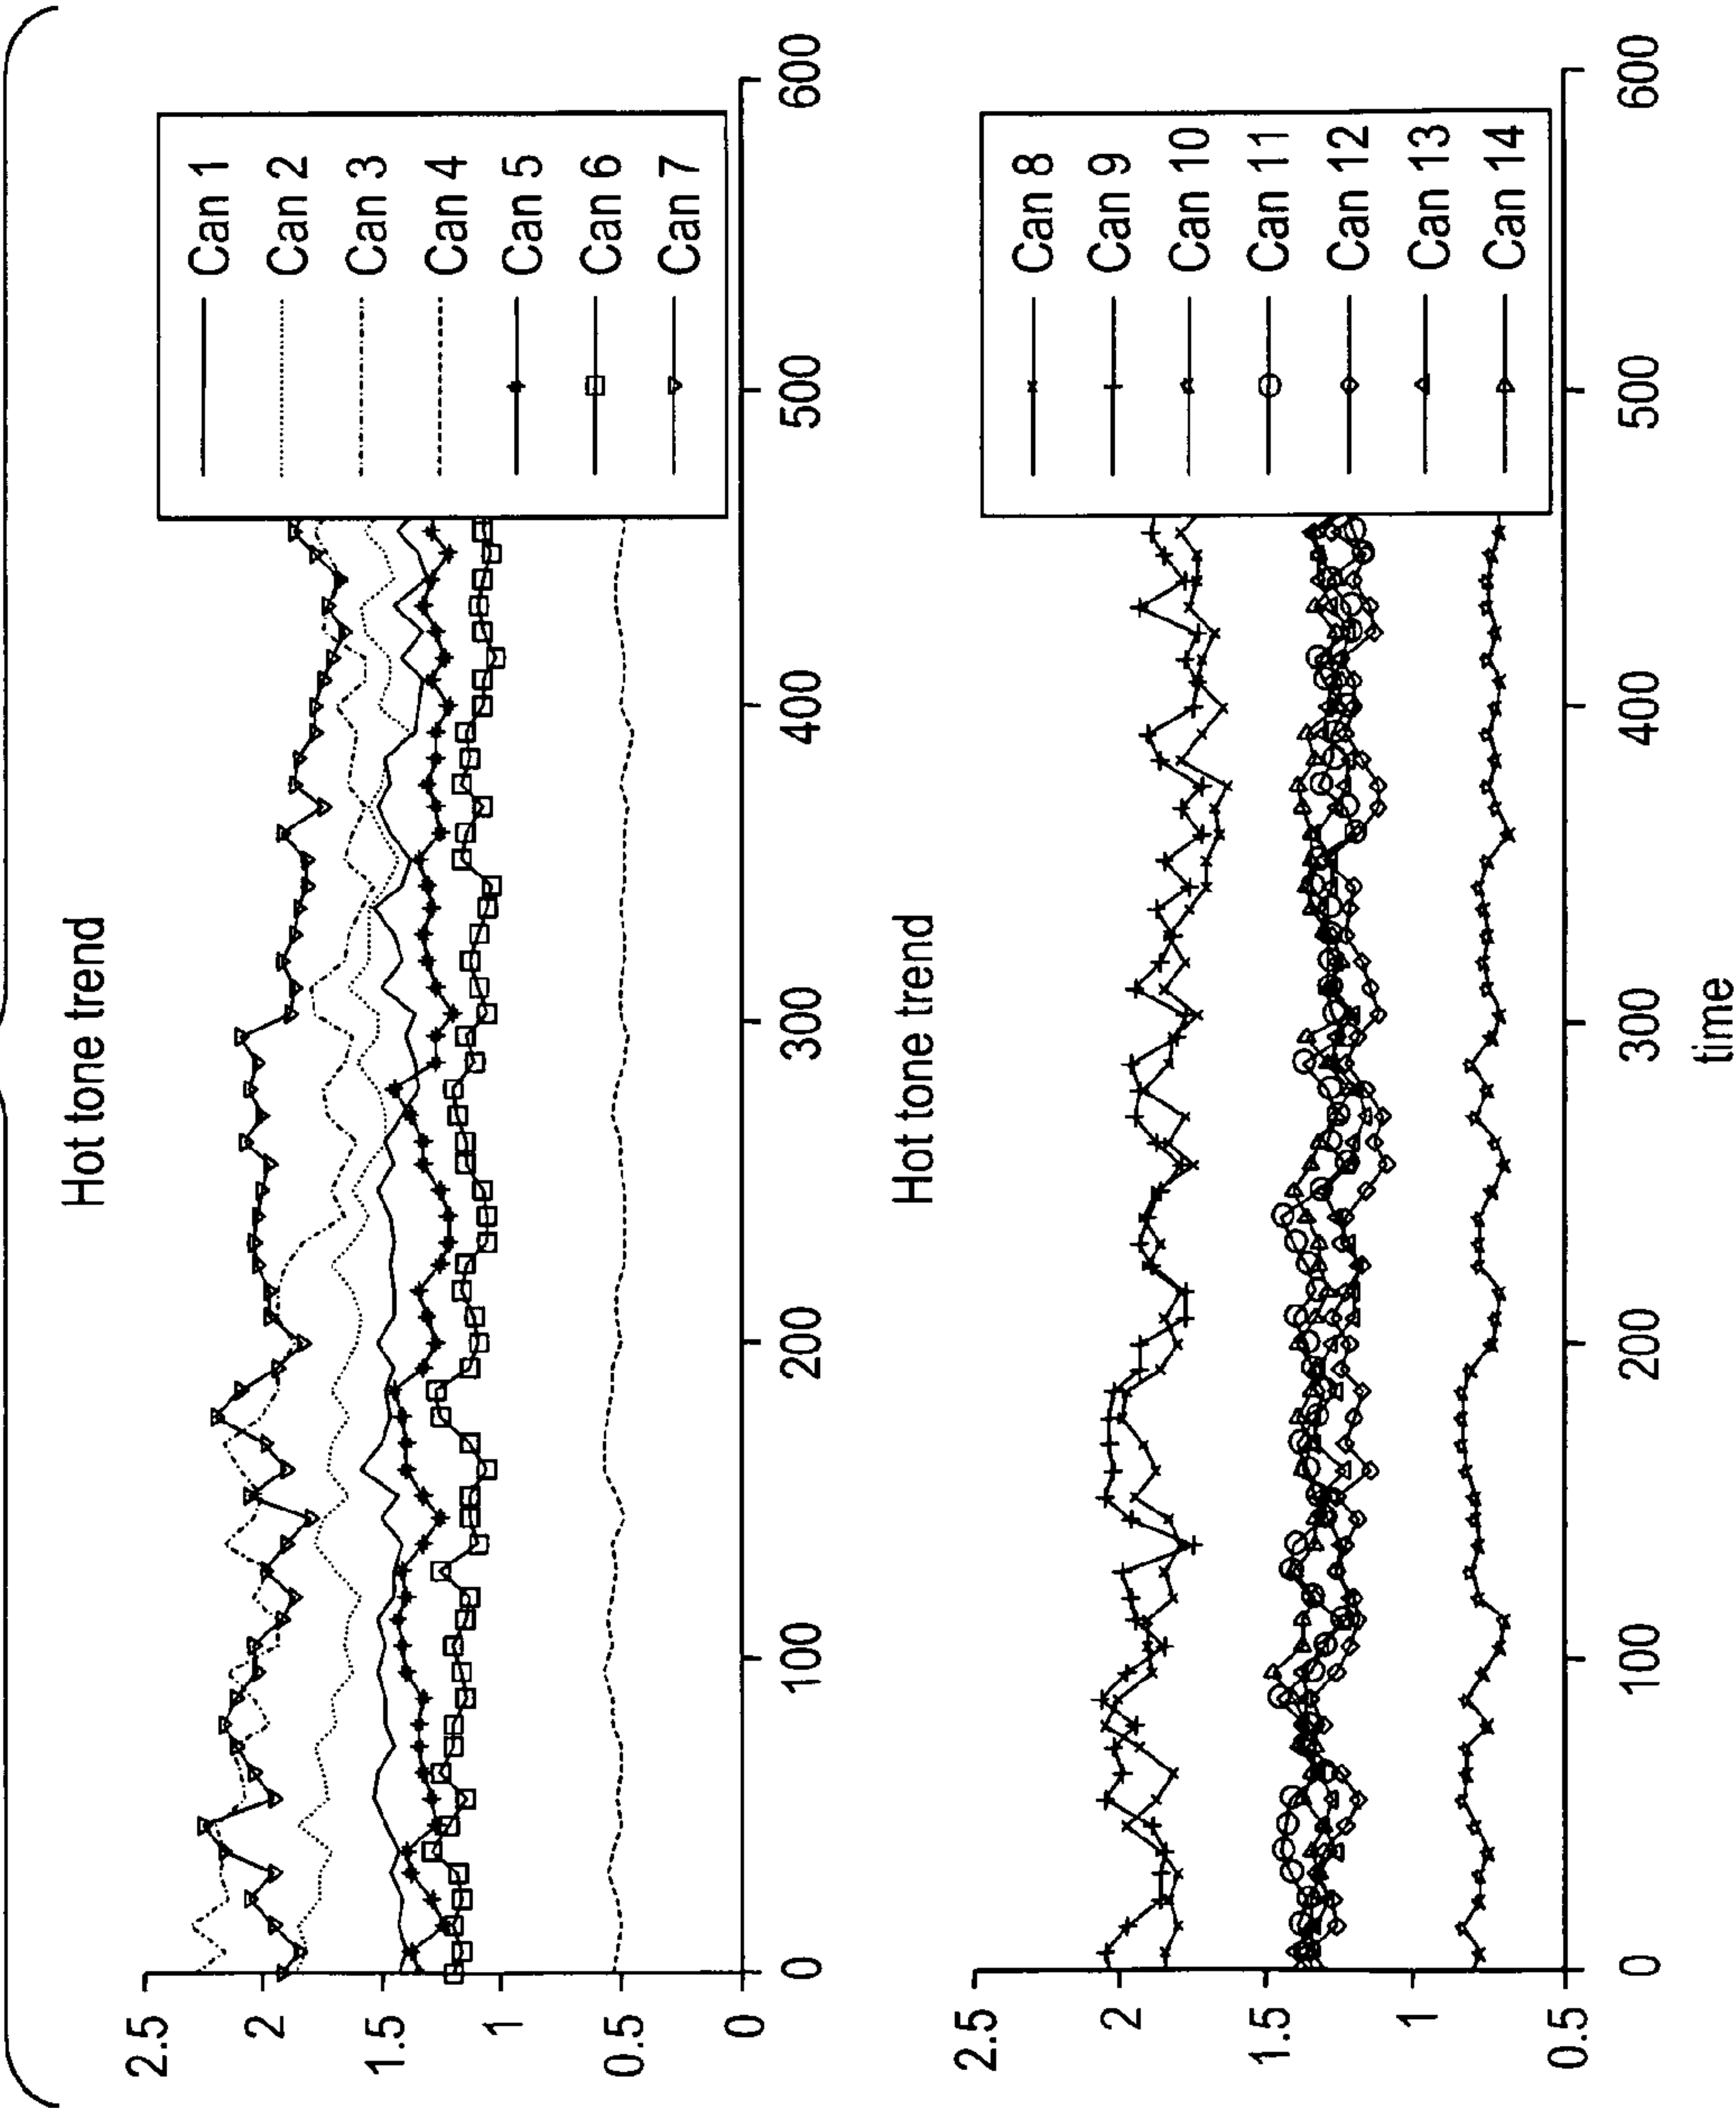 Hot tone trend
2.5
2
1.5
1
0.5
0
0
100
200
300
400
500
600
Can 1
Can 2
Can 3
Can 4
Can 5
Can 6
Can 7
Hot tone trend
2.5
2
1.5
1
0.5
0
100
200
300
400
500
600
time
Can 8
Can 9
Can 10
Can 11
Can 12
Can 13
Can 14